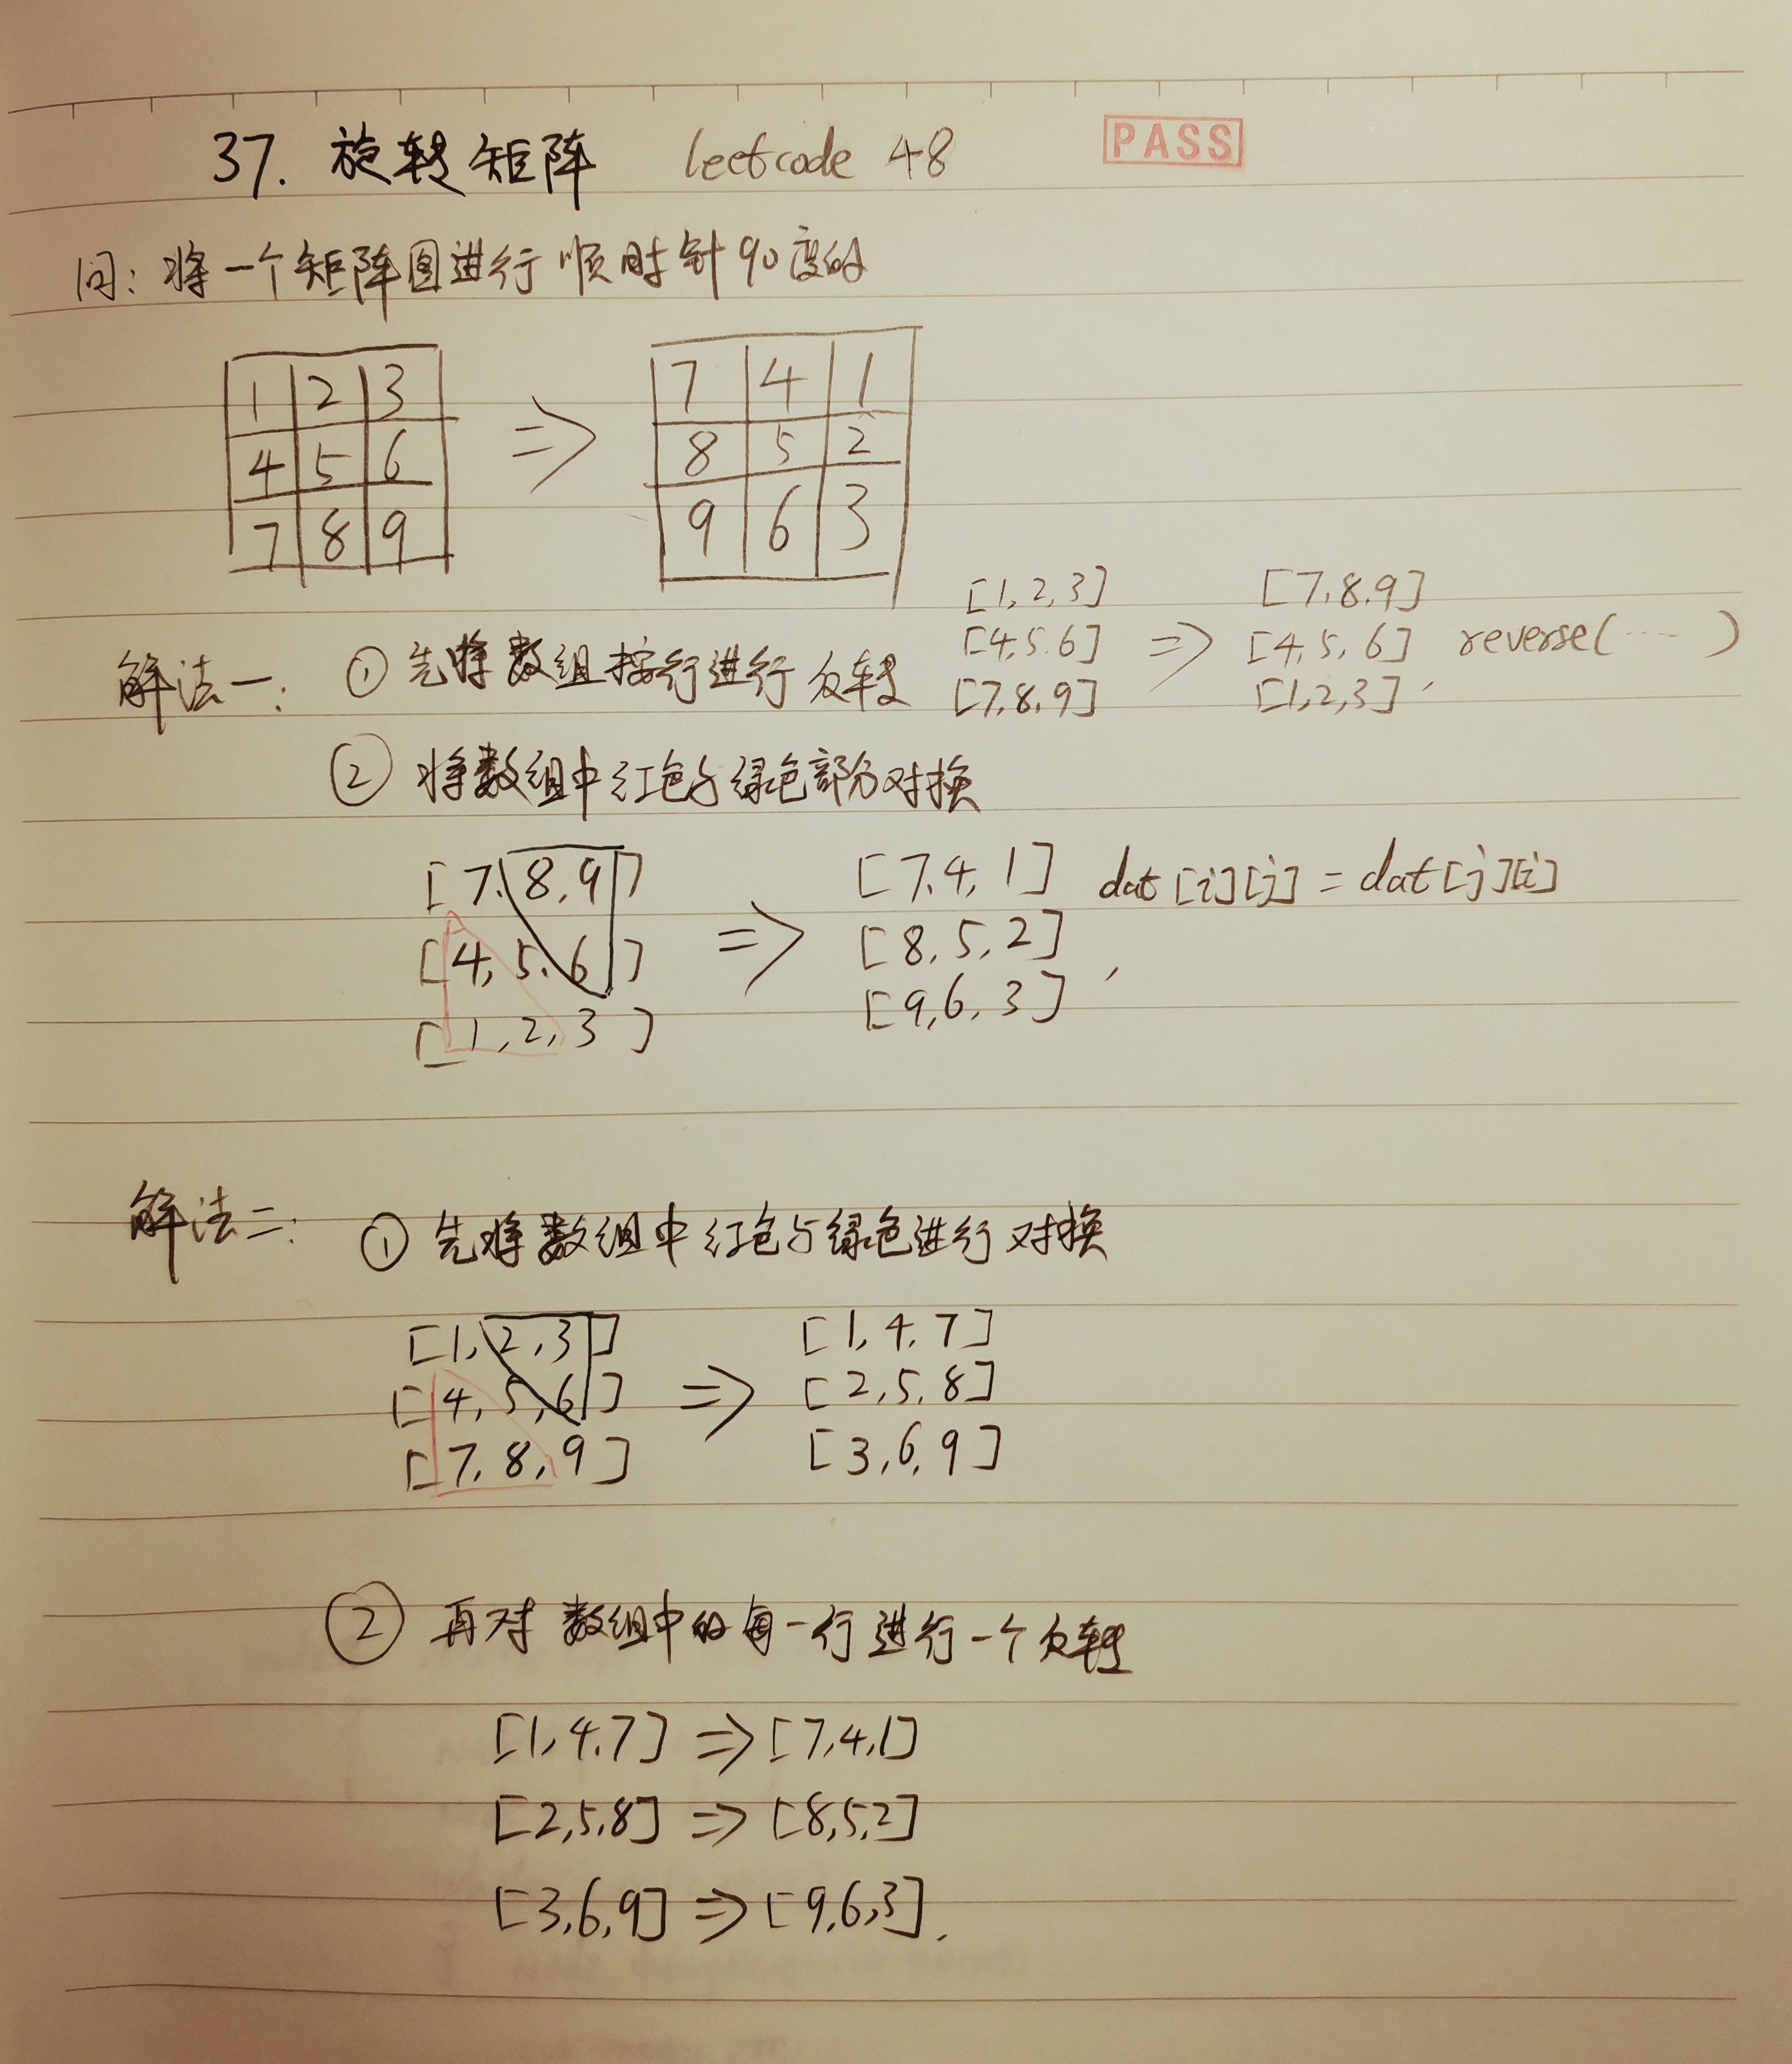 37. 旋转矩阵 leetcode 48 PASS
问: 将一个矩阵图进行顺时针90度的
1 2 3 ⇒ 7 4 1
4 5 6 8 5 2
7 8 9 9 6 3
解法一: ① 先将数组按行进行反转
[1,2,3] [7,8,9]
[4,5,6] ⇒ [4,5,6] reverse(……)
[7,8,9] [1,2,3],
② 将数组中红色与绿色部分对换
[7,8,9] [7,4,1] dat[i][j] = dat[j][i]
[4,5,6] ⇒ [8,5,2]
[1,2,3] [9,6,3],
解法二: ① 先将数组中红色与绿色进行对换
[1,2,3] [1,4,7]
[4,5,6] ⇒ [2,5,8]
[7,8,9] [3,6,9]
② 再对数组中的每一行进行一个反转
[1,4,7] ⇒ [7,4,1]
[2,5,8] ⇒ [8,5,2]
[3,6,9] ⇒ [9,6,3].